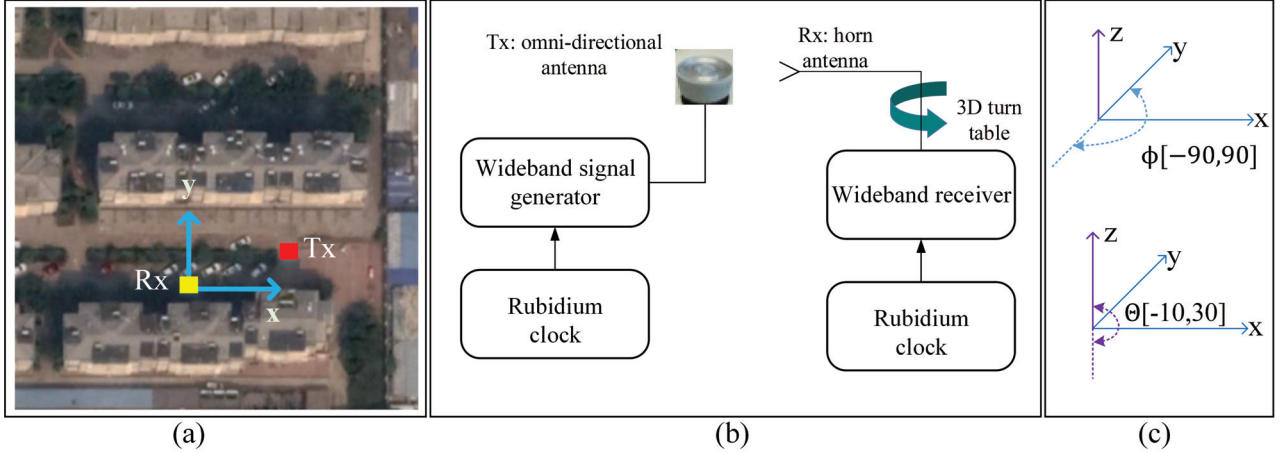 y
Rx
Tx
x
(a)
Tx: omni-directional
antenna
Rx: horn
antenna
3D turn
table
Wideband signal
generator
Wideband receiver
Rubidium
clock
Rubidium
clock
(b)
z
y
x
ϕ[−90,90]
z
y
x
Θ[-10,30]
(c)